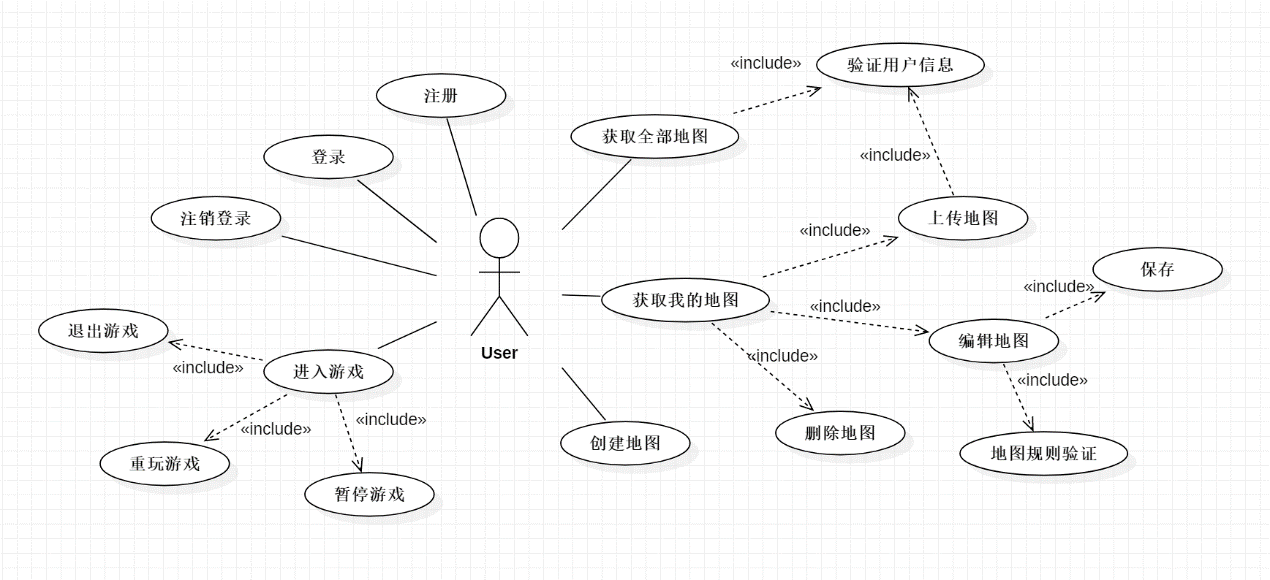 «include»
验证用户信息
注册
获取全部地图
登录
«include»
注销登录
上传地图
«include»
保存
«include»
获取我的地图
«include»
退出游戏
编辑地图
User
«include»
«include»
进入游戏
«include»
«include»
«include»
删除地图
创建地图
地图规则验证
重玩游戏
暂停游戏